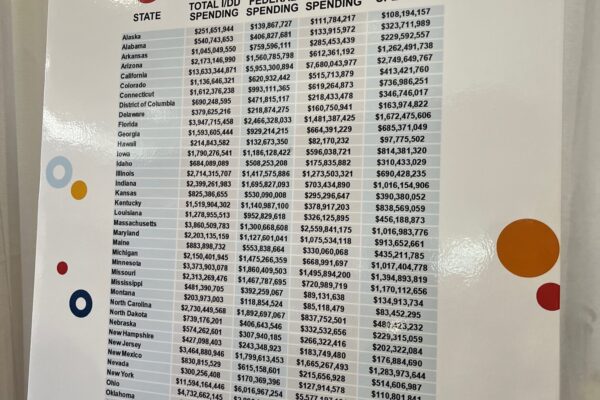 STATE TOTAL I/DD SPENDING FEDERAL SPENDING SPENDING
Alaska $251,651,944 $139,867,727 $111,784,217 $108,194,157
Alabama $540,743,653 $406,827,681 $133,915,972 $323,711,989
Arkansas $1,045,049,550 $759,596,111 $285,453,439 $229,592,557
Arizona $2,173,146,990 $1,560,785,798 $612,361,192 $1,262,491,738
California $13,633,344,871 $5,953,300,894 $7,680,043,977 $2,749,649,767
Colorado $1,136,646,321 $620,932,442 $515,713,879 $413,421,760
Connecticut $1,612,376,238 $993,111,365 $619,264,873 $736,986,251
District of Columbia $690,248,595 $471,815,117 $218,433,478 $346,746,017
Delaware $379,625,216 $218,874,275 $160,750,941 $163,974,822
Florida $3,947,715,458 $2,466,328,033 $1,481,387,425 $1,672,475,606
Georgia $1,593,605,444 $929,214,215 $664,391,229 $685,371,049
Hawaii $214,843,582 $132,673,350 $82,170,232 $97,775,502
Iowa $1,790,276,541 $1,186,128,422 $596,038,721 $814,381,320
Idaho $684,089,089 $508,253,208 $175,835,882 $310,433,029
Illinois $2,714,315,707 $1,417,575,886 $1,273,503,321 $690,428,235
Indiana $2,399,261,983 $1,695,827,093 $703,434,890 $1,016,154,906
Kansas $825,386,655 $530,090,008 $295,296,647 $390,380,052
Kentucky $1,519,904,302 $1,140,987,100 $378,917,203 $838,569,059
Louisiana $1,278,955,513 $952,829,618 $326,125,895 $456,188,873
Massachusetts $3,860,509,783 $1,300,668,608 $2,559,841,175 $1,016,983,776
Maryland $2,203,135,159 $1,127,601,041 $1,075,534,118 $913,652,661
Maine $883,898,732 $553,838,664 $330,060,068 $435,211,785
Michigan $2,150,401,945 $1,475,266,359 $668,991,697 $1,017,404,778
Minnesota $3,373,903,078 $1,860,409,503 $1,495,894,200 $1,394,893,819
Missouri $2,313,269,476 $1,467,787,695 $720,989,719 $1,170,112,656
Mississippi $481,390,705 $392,259,067 $89,131,638 $134,913,734
Montana $203,973,003 $118,854,524 $85,118,479 $83,452,295
North Carolina $2,730,449,568 $1,892,697,067 $837,752,501
North Dakota $739,176,201 $406,643,546 $332,532,656 $229,315,059
Nebraska $574,262,601 $307,940,185 $266,322,416 $202,322,084
New Hampshire $427,098,403 $243,348,923 $183,749,480 $176,884,690
New Jersey $3,464,880,946 $1,799,613,453 $1,665,267,493 $1,283,973,644
New Mexico $830,815,529 $615,158,601 $215,656,928 $514,606,987
Nevada $300,256,408 $170,369,396 $127,914,578 $110,801,841
New York $11,594,164,446 $6,016,967,254
Ohio $4,732,662,145
Oklahoma